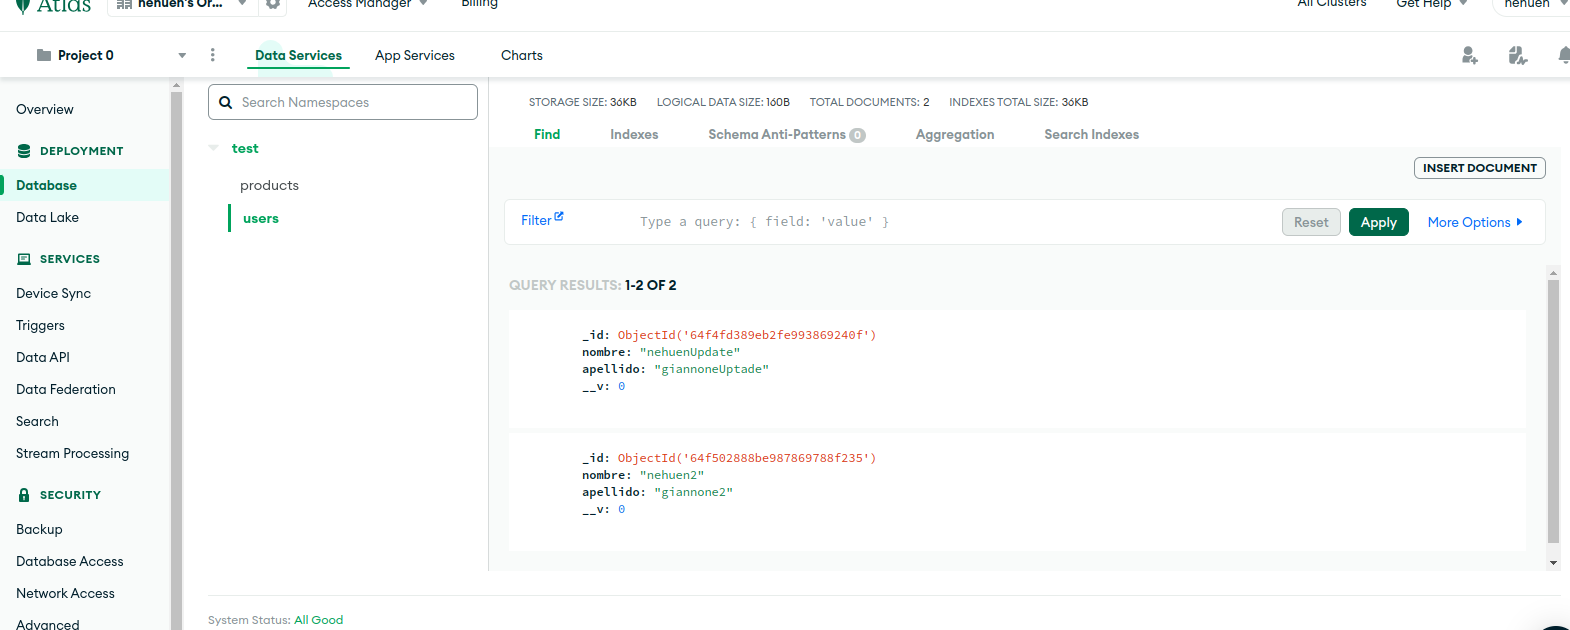 Atlas nehuen's Or... Access Manager Billing All Clusters Get Help nehuen
Project 0 Data Services App Services Charts
Overview
DEPLOYMENT
Database
Data Lake
SERVICES
Device Sync
Triggers
Data API
Data Federation
Search
Stream Processing
SECURITY
Backup
Database Access
Network Access
Advanced
Search Namespaces
test
products
users
STORAGE SIZE: 36KB LOGICAL DATA SIZE: 160B TOTAL DOCUMENTS: 2 INDEXES TOTAL SIZE: 36KB
Find Indexes Schema Anti-Patterns 0 Aggregation Search Indexes
INSERT DOCUMENT
Filter Type a query: { field: 'value' } Reset Apply More Options
QUERY RESULTS: 1-2 OF 2
_id: ObjectId('64f4fd389eb2fe993869240f')
nombre: "nehuenUpdate"
apellido: "giannoneUptade"
__v: 0
_id: ObjectId('64f502888be987869788f235')
nombre: "nehuen2"
apellido: "giannone2"
__v: 0
System Status: All Good